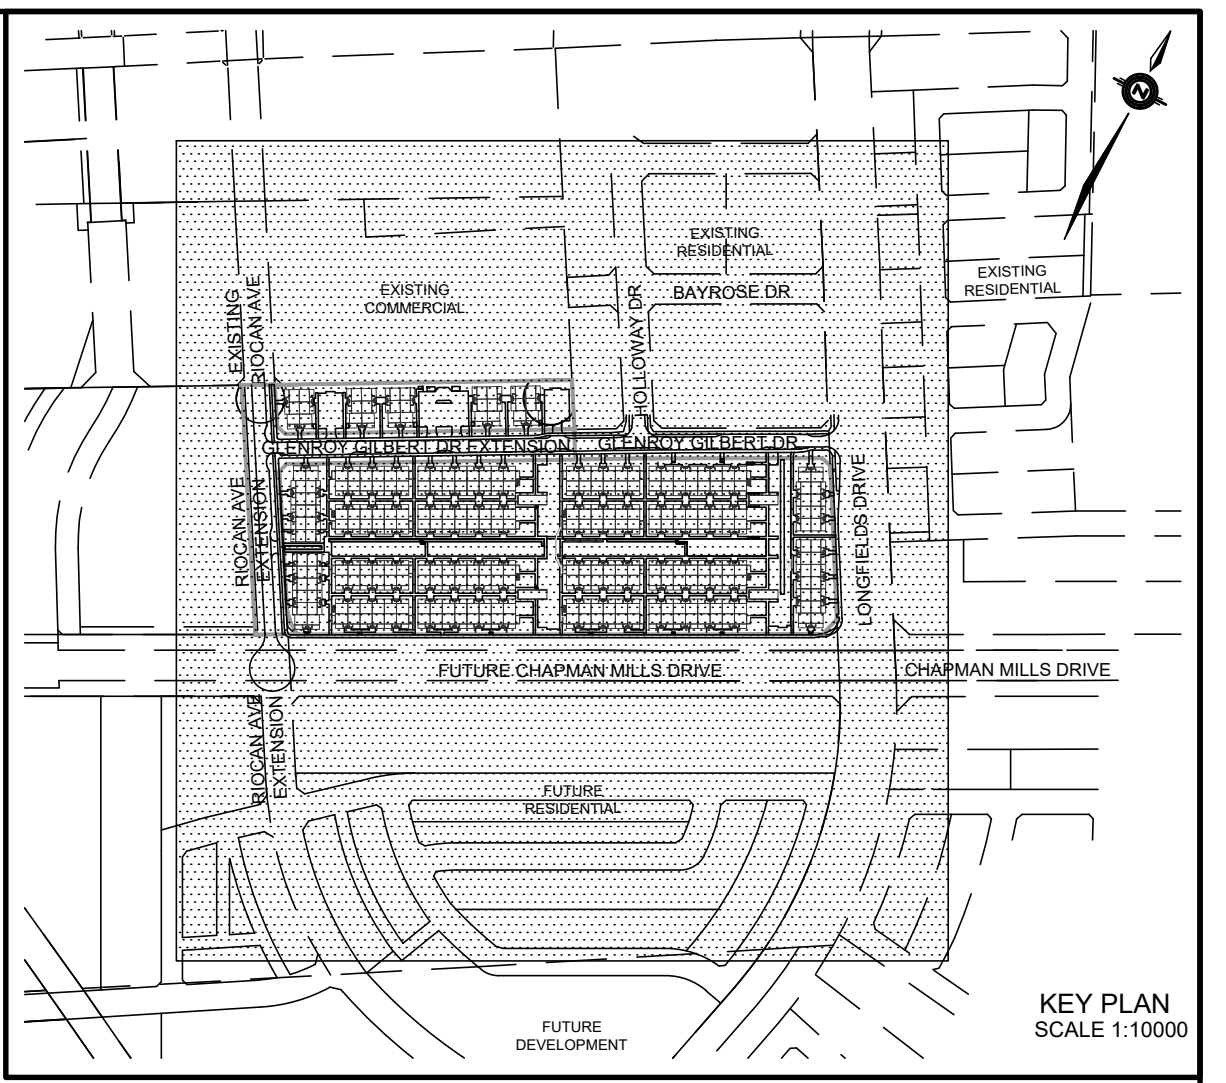 N
EXISTING
RESIDENTIAL
EXISTING
RESIDENTIAL
EXISTING
COMMERCIAL
BAYROSE DR
HOLLOWAY DR
EXISTING
RIOCAN AVE
GLENROY GILBERT DR EXTENSION
GLENROY GILBERT DR
RIOCAN AVE
EXTENSION
LONGFIELDS DRIVE
FUTURE CHAPMAN MILLS DRIVE
CHAPMAN MILLS DRIVE
RIOCAN AVE
EXTENSION
FUTURE
RESIDENTIAL
KEY PLAN
SCALE 1:10000
FUTURE
DEVELOPMENT